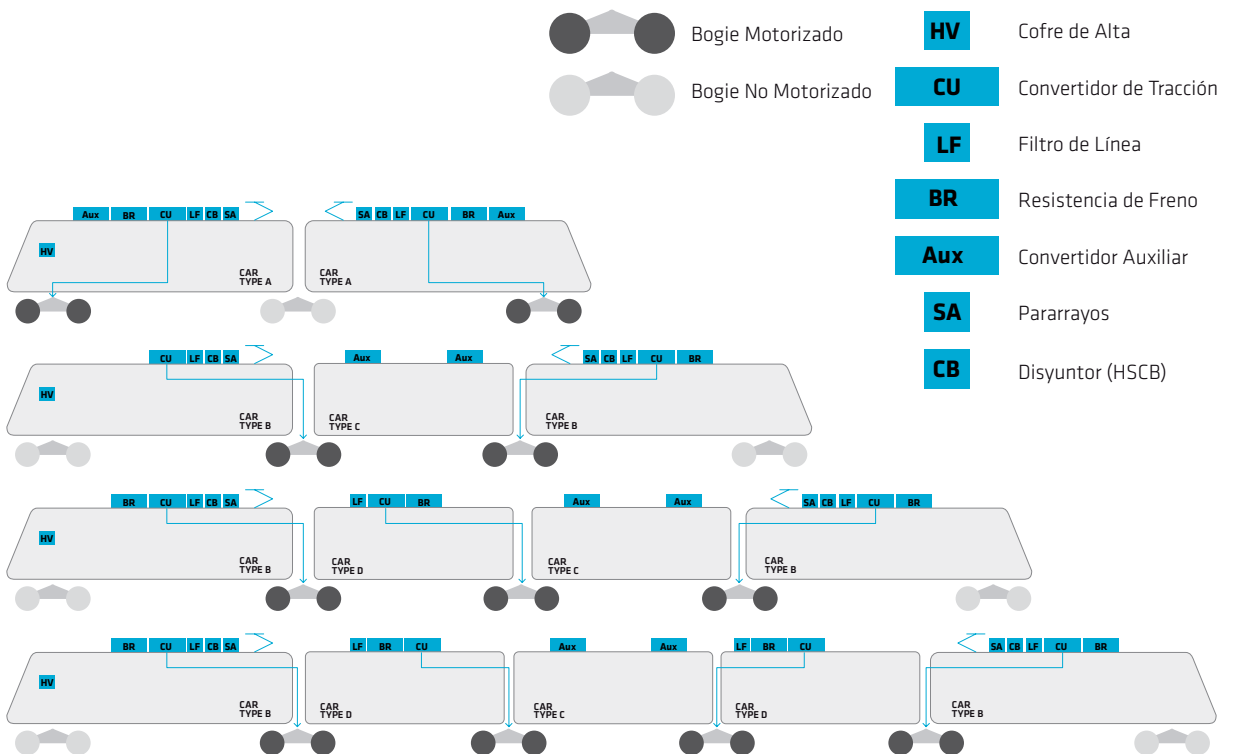 Bogie Motorizado
HV Cofre de Alta
Bogie No Motorizado
CU Convertidor de Tracción
LF Filtro de Línea
BR Resistencia de Freno
Aux Convertidor Auxiliar
SA Pararrayos
CB Disyuntor (HSCB)
Aux BR CU LF CB SA
SA CB LF CU BR Aux
HV
CAR
TYPE A
CAR
TYPE A
CU LF CB SA
Aux Aux
SA CB LF CU BR
HV
CAR
TYPE B
CAR
TYPE C
CAR
TYPE B
BR CU LF CB SA
LF CU BR
Aux Aux
SA CB LF CU BR
HV
CAR
TYPE B
CAR
TYPE D
CAR
TYPE C
CAR
TYPE B
BR CU LF CB SA
LF BR CU
Aux Aux
LF BR CU
SA CB LF CU BR
HV
CAR
TYPE B
CAR
TYPE D
CAR
TYPE C
CAR
TYPE D
CAR
TYPE B